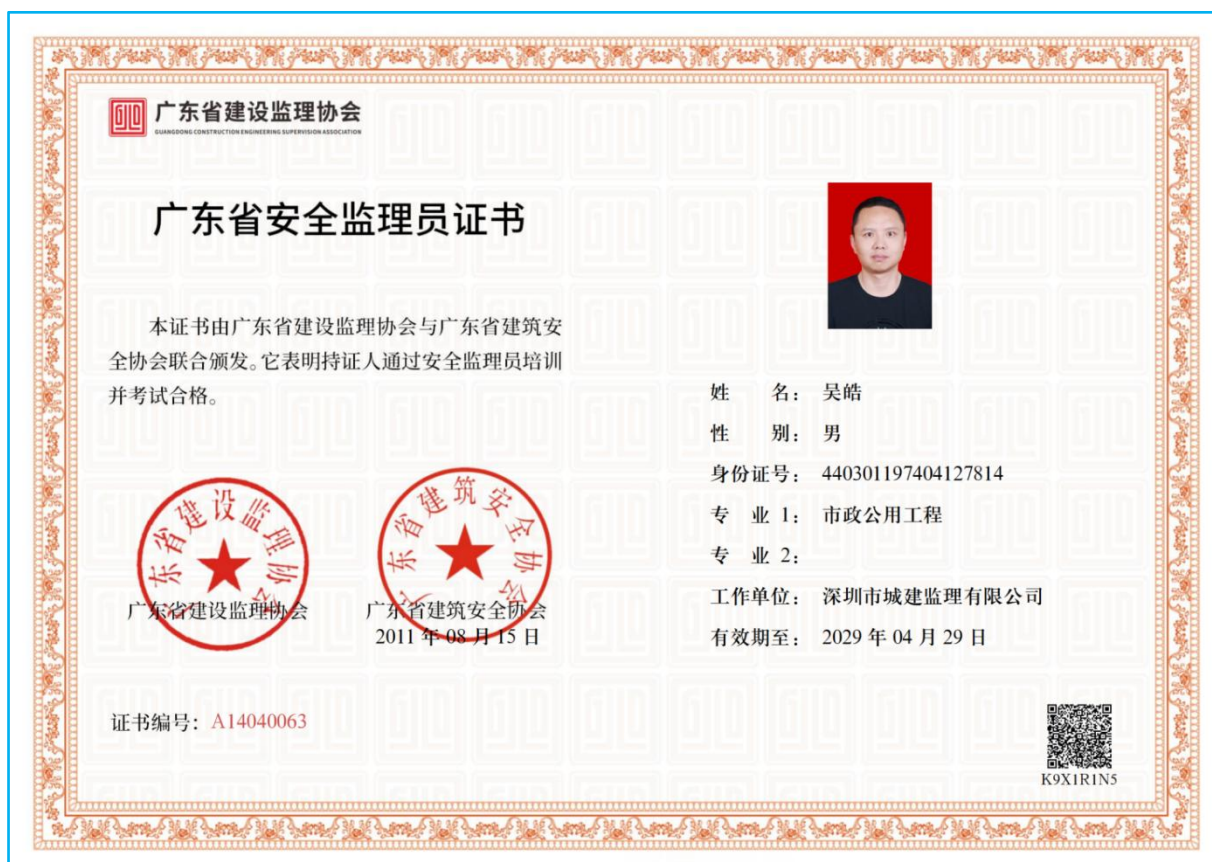 广东省建设监理协会
GUANGDONG CONSTRUCTION ENGINEERING SUPERVISION ASSOCIATION
广东省安全监理员证书
本证书由广东省建设监理协会与广东省建筑安
全协会联合颁发。它表明持证人通过安全监理员培训
并考试合格。
广东省建设监理协会
广东省建筑安全协会
广东省建设监理协会
广东省建筑安全协会
2011 年 08 月 15 日
证书编号：A14040063
姓 名：吴皓
性 别：男
身份证号：440301197404127814
专 业 1：市政公用工程
专 业 2：
工作单位：深圳市城建监理有限公司
有效期至：2029 年 04 月 29 日
K9X1R1N5